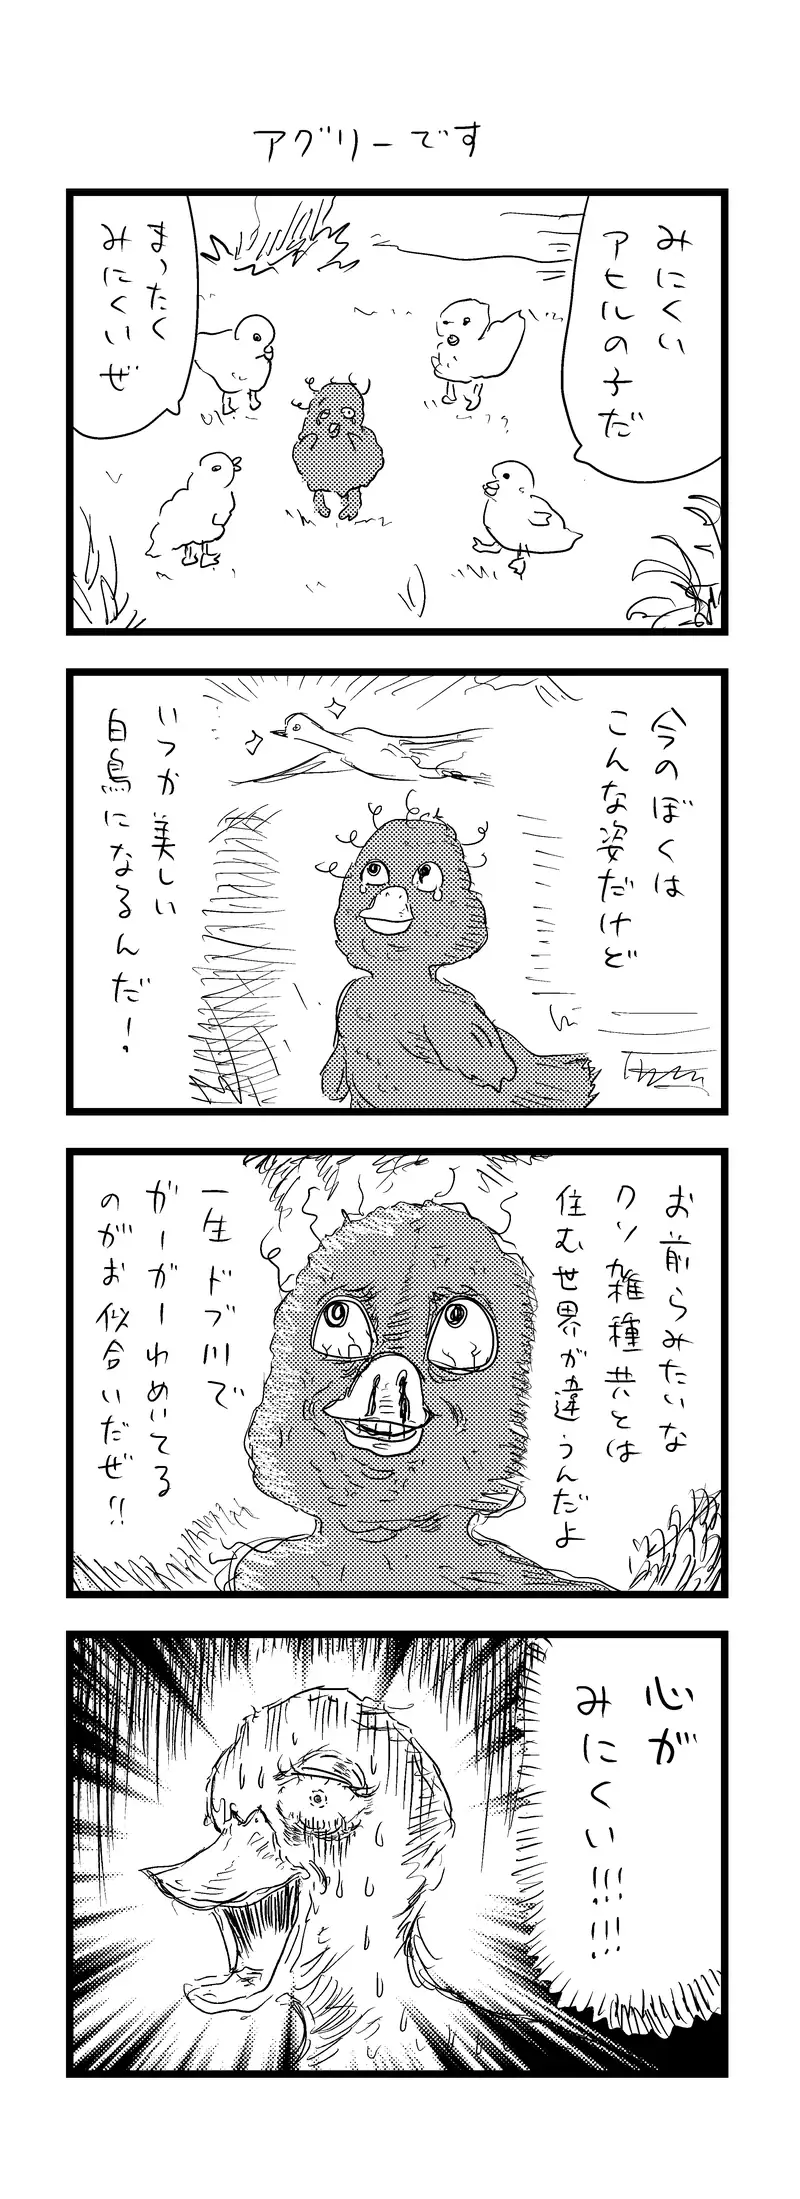 アグリーです
みにくい
アヒルの子だ
まったく
みにくいぜ
今のぼくは
こんな姿だけど
いつか美しい
白鳥になるんだ!
お前らみたいな
クソ雑種共とは
住む世界が違うんだよ
一生ドブ川で
ガーガーわめいてる
のがお似合いだぜ!!
心が
みにくい!!!!!!